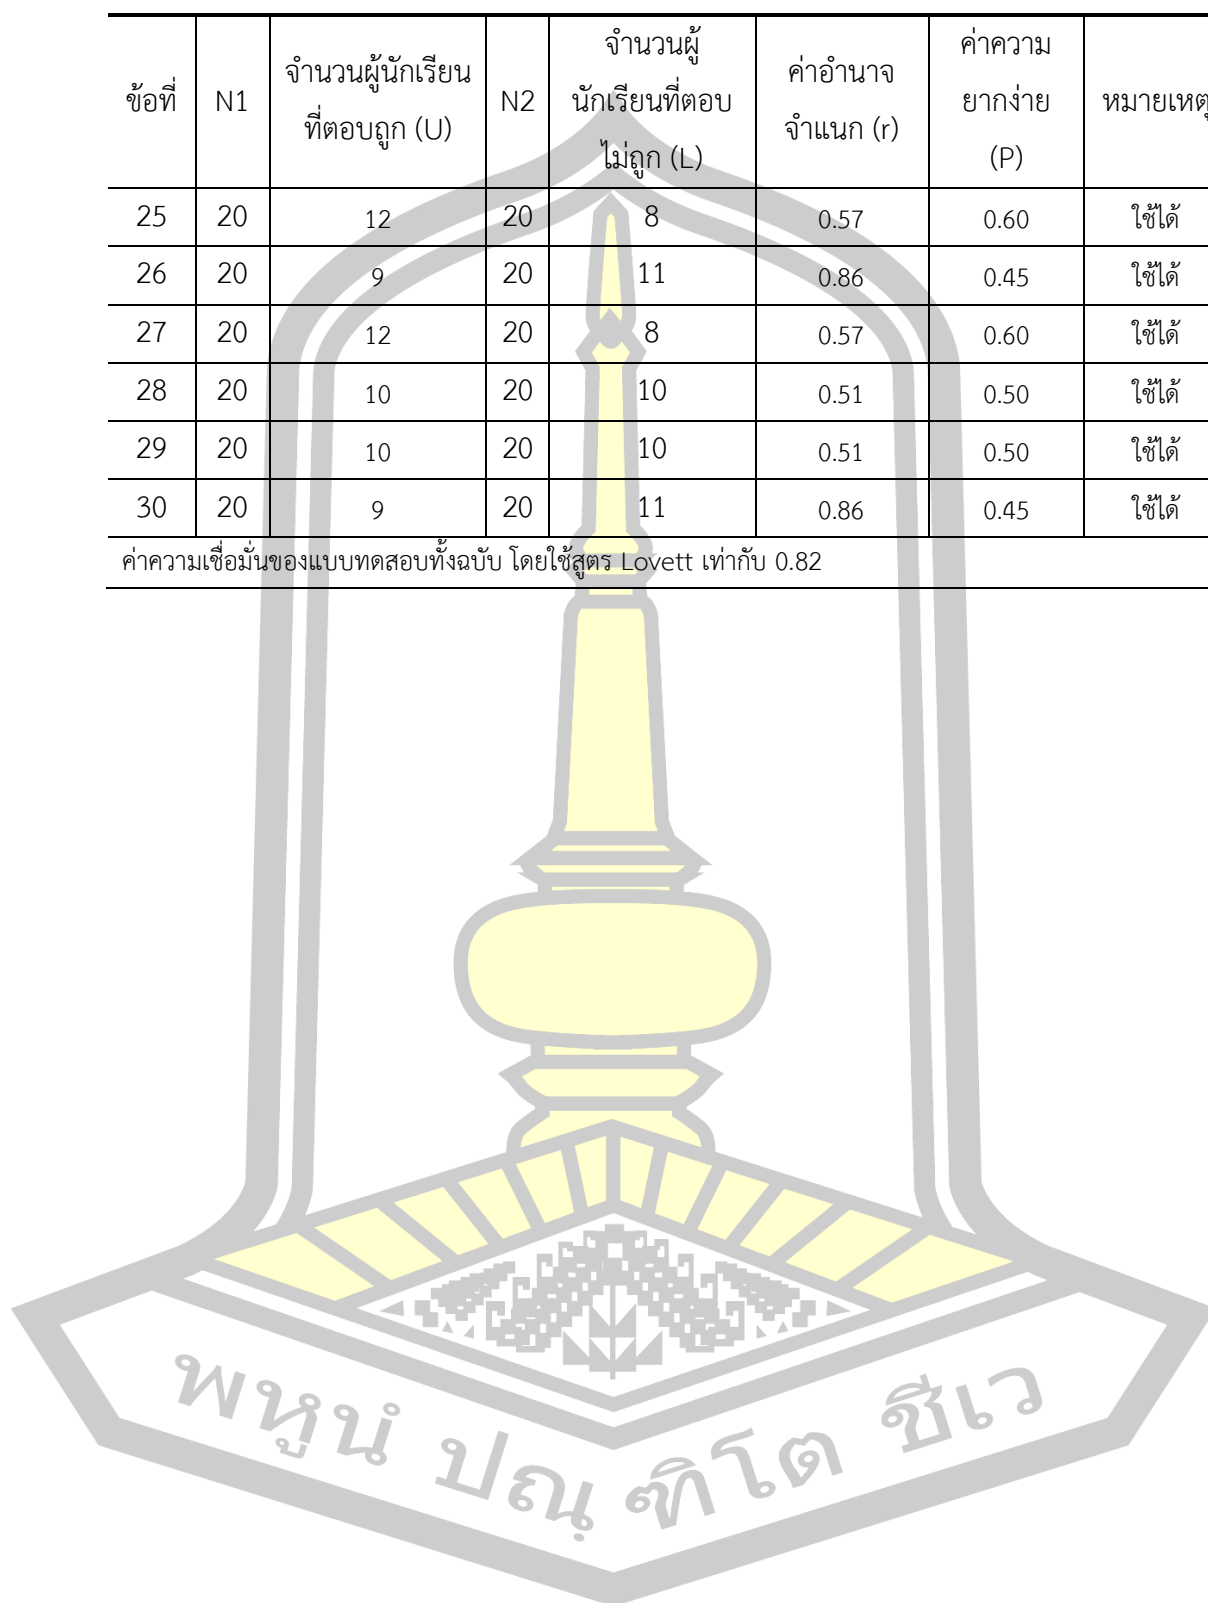 ข้อที่ N1 จำนวนผู้นักเรียนที่ตอบถูก (U) N2 จำนวนผู้นักเรียนที่ตอบไม่ถูก (L) ค่าอำนาจจำแนก (r) ค่าความยากง่าย (P) หมายเหตุ
25 20 12 20 8 0.57 0.60 ใช้ได้
26 20 9 20 11 0.86 0.45 ใช้ได้
27 20 12 20 8 0.57 0.60 ใช้ได้
28 20 10 20 10 0.51 0.50 ใช้ได้
29 20 10 20 10 0.51 0.50 ใช้ได้
30 20 9 20 11 0.86 0.45 ใช้ได้
ค่าความเชื่อมั่นของแบบทดสอบทั้งฉบับ โดยใช้สูตร Lovett เท่ากับ 0.82
พหูนํ ปณฺฑิโต ชีเว